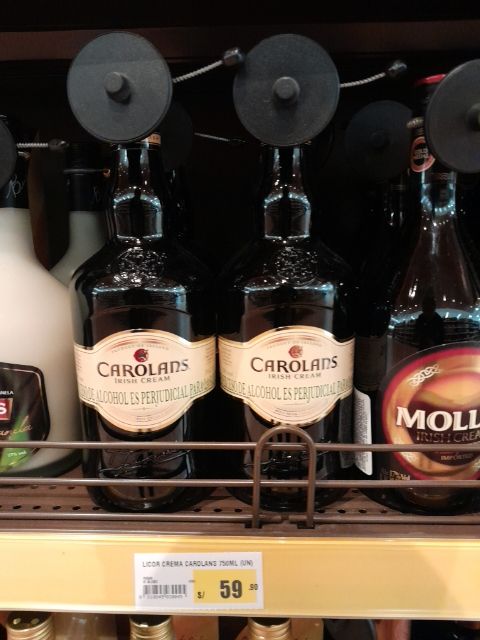 CAROLANS
IRISH CREAM
DE ALCOHOL ES PERJUDICIAL PARA
CAROLANS
IRISH CREAM
DE ALCOHOL ES PERJUDICIAL PARA
MOLL
IRISH CREA
LICOR CREMA CAROLANS 750ML (UN)
S/ 59 .90